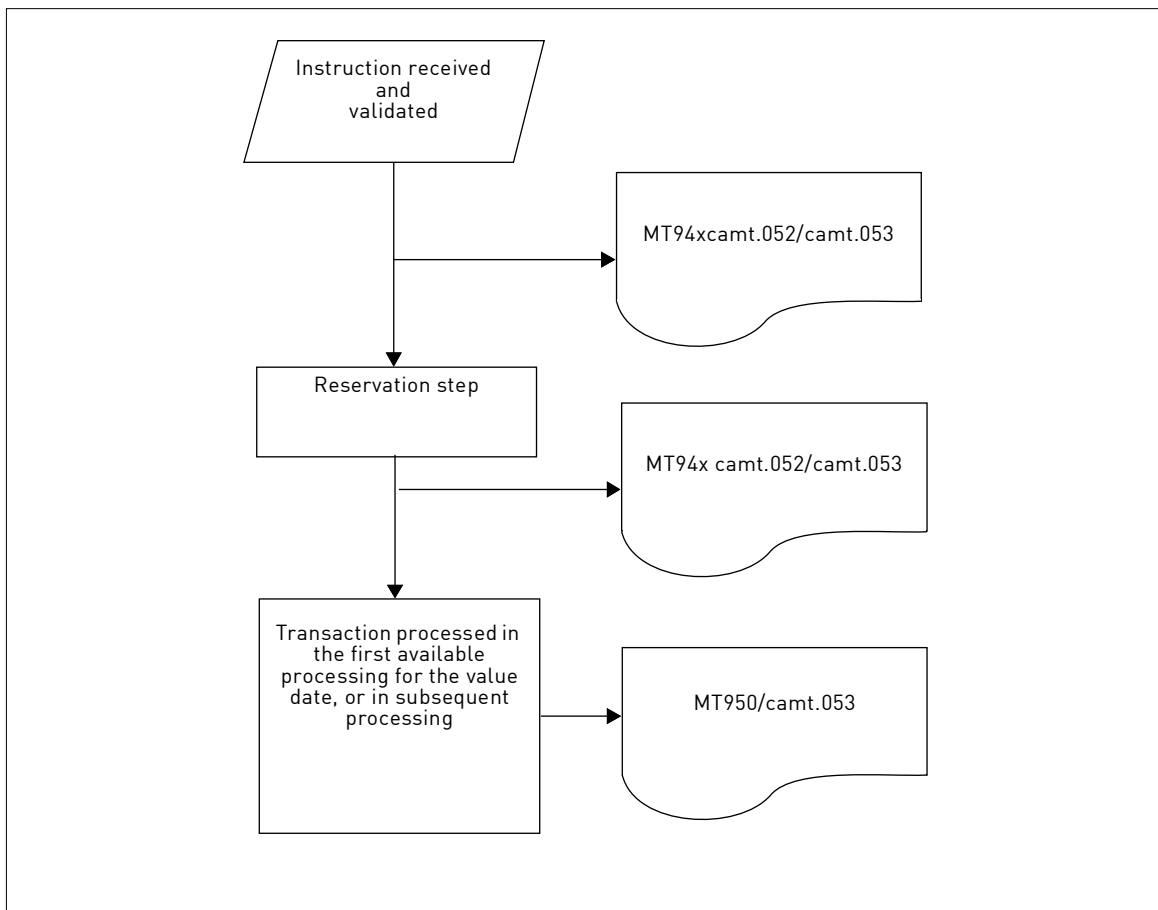 Instruction received
and
validated
MT94xcamt.052/camt.053
Reservation step
MT94x camt.052/camt.053
Transaction processed in
the first available
processing for the value
date, or in subsequent
processing
MT950/camt.053